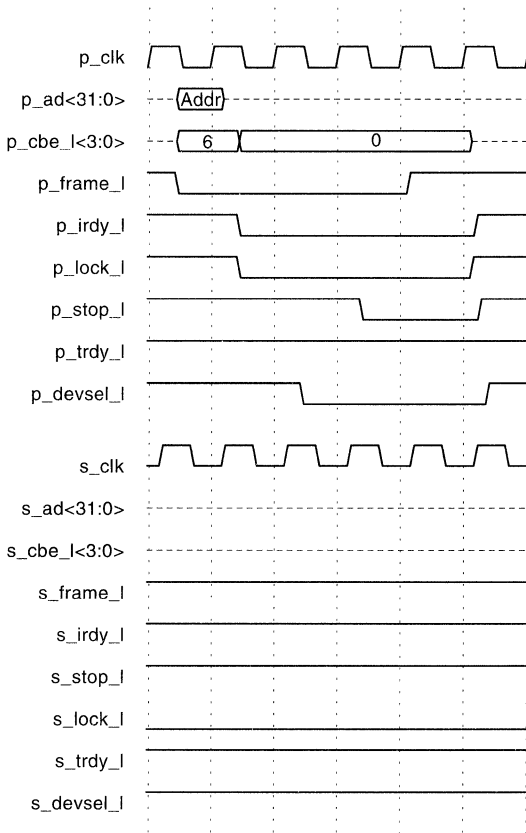 p_clk
p_ad<31:0> Addr
p_cbe_l<3:0> 6 0
p_frame_l
p_irdy_l
p_lock_l
p_stop_l
p_trdy_l
p_devsel_l
s_clk
s_ad<31:0>
s_cbe_l<3:0>
s_frame_l
s_irdy_l
s_stop_l
s_lock_l
s_trdy_l
s_devsel_l